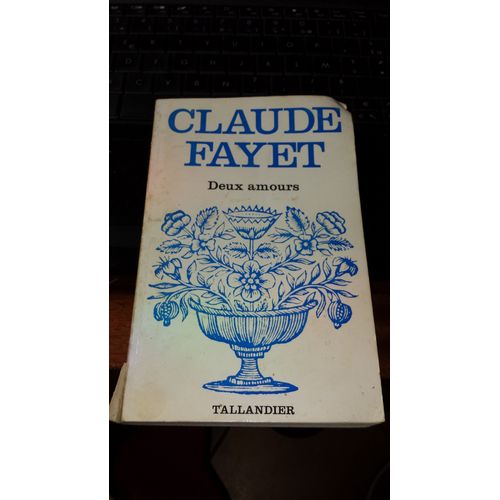 CLAUDE
FAYET
Deux amours
TALLANDIER